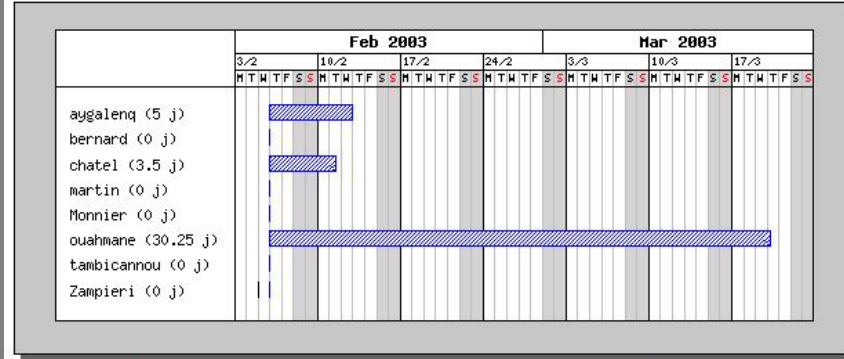 Feb 2003 Mar 2003
3/2 10/2 17/2 24/2 3/3 10/3 17/3
M T W T F S S M T W T F S S M T W T F S S M T W T F S S M T W T F S S M T W T F S S M T W T F S S
aygalenq (5 j)
bernard (0 j)
chatel (3.5 j)
martin (0 j)
Monnier (0 j)
ouahmane (30.25 j)
tambicannou (0 j)
Zampieri (0 j)